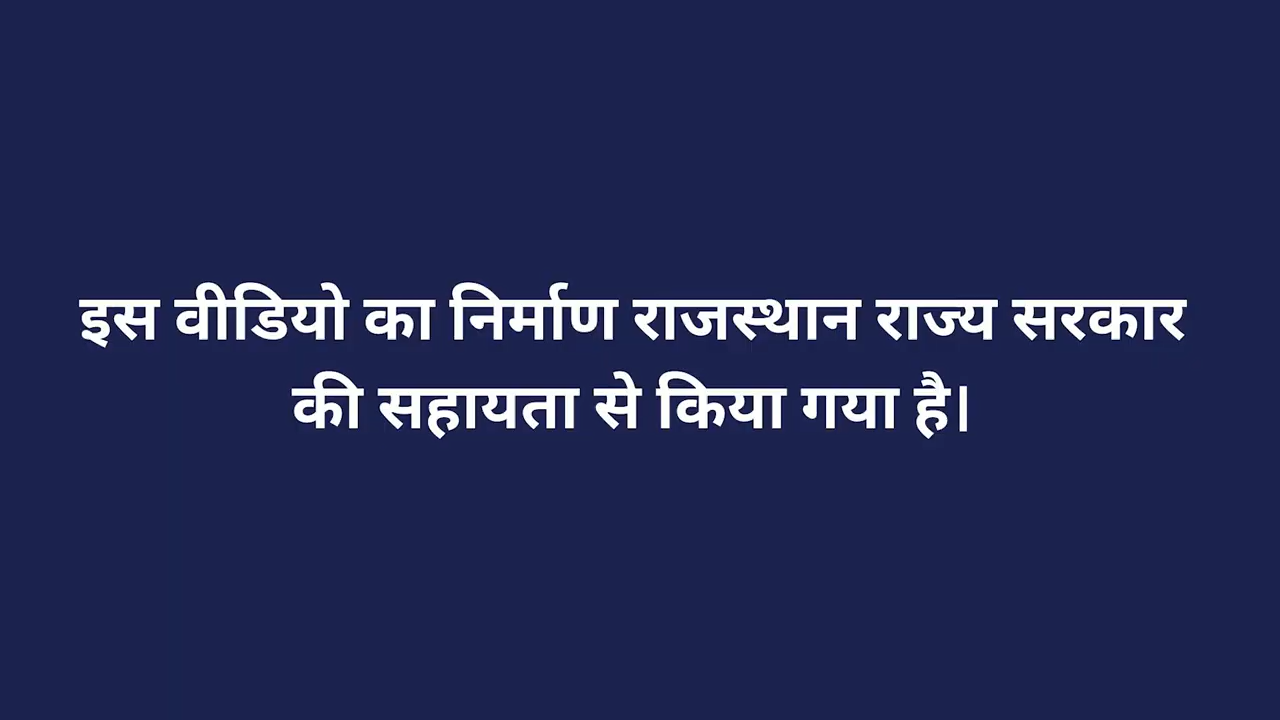 इस वीडियो का निर्माण राजस्थान राज्य सरकार
की सहायता से किया गया है।